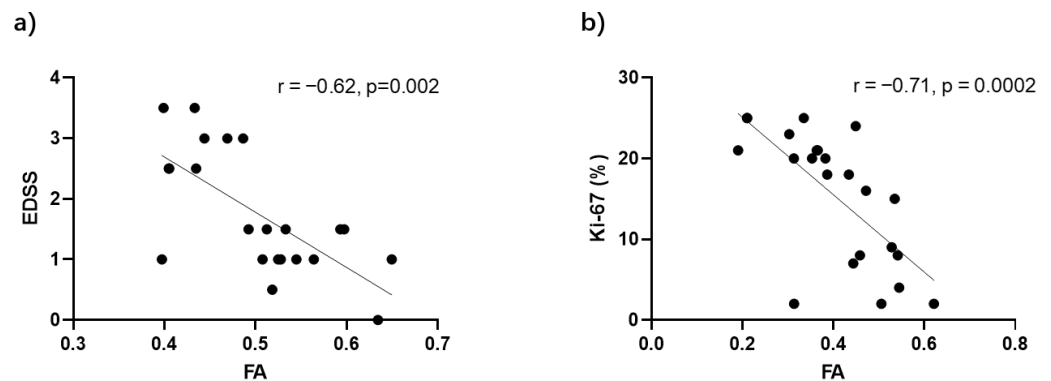 a)
r = −0.62, p=0.002
EDSS
4
3
2
1
0
0.3 0.4 0.5 0.6 0.7
FA
b)
r = −0.71, p = 0.0002
Ki-67 (%)
30
20
10
0
0.0 0.2 0.4 0.6 0.8
FA